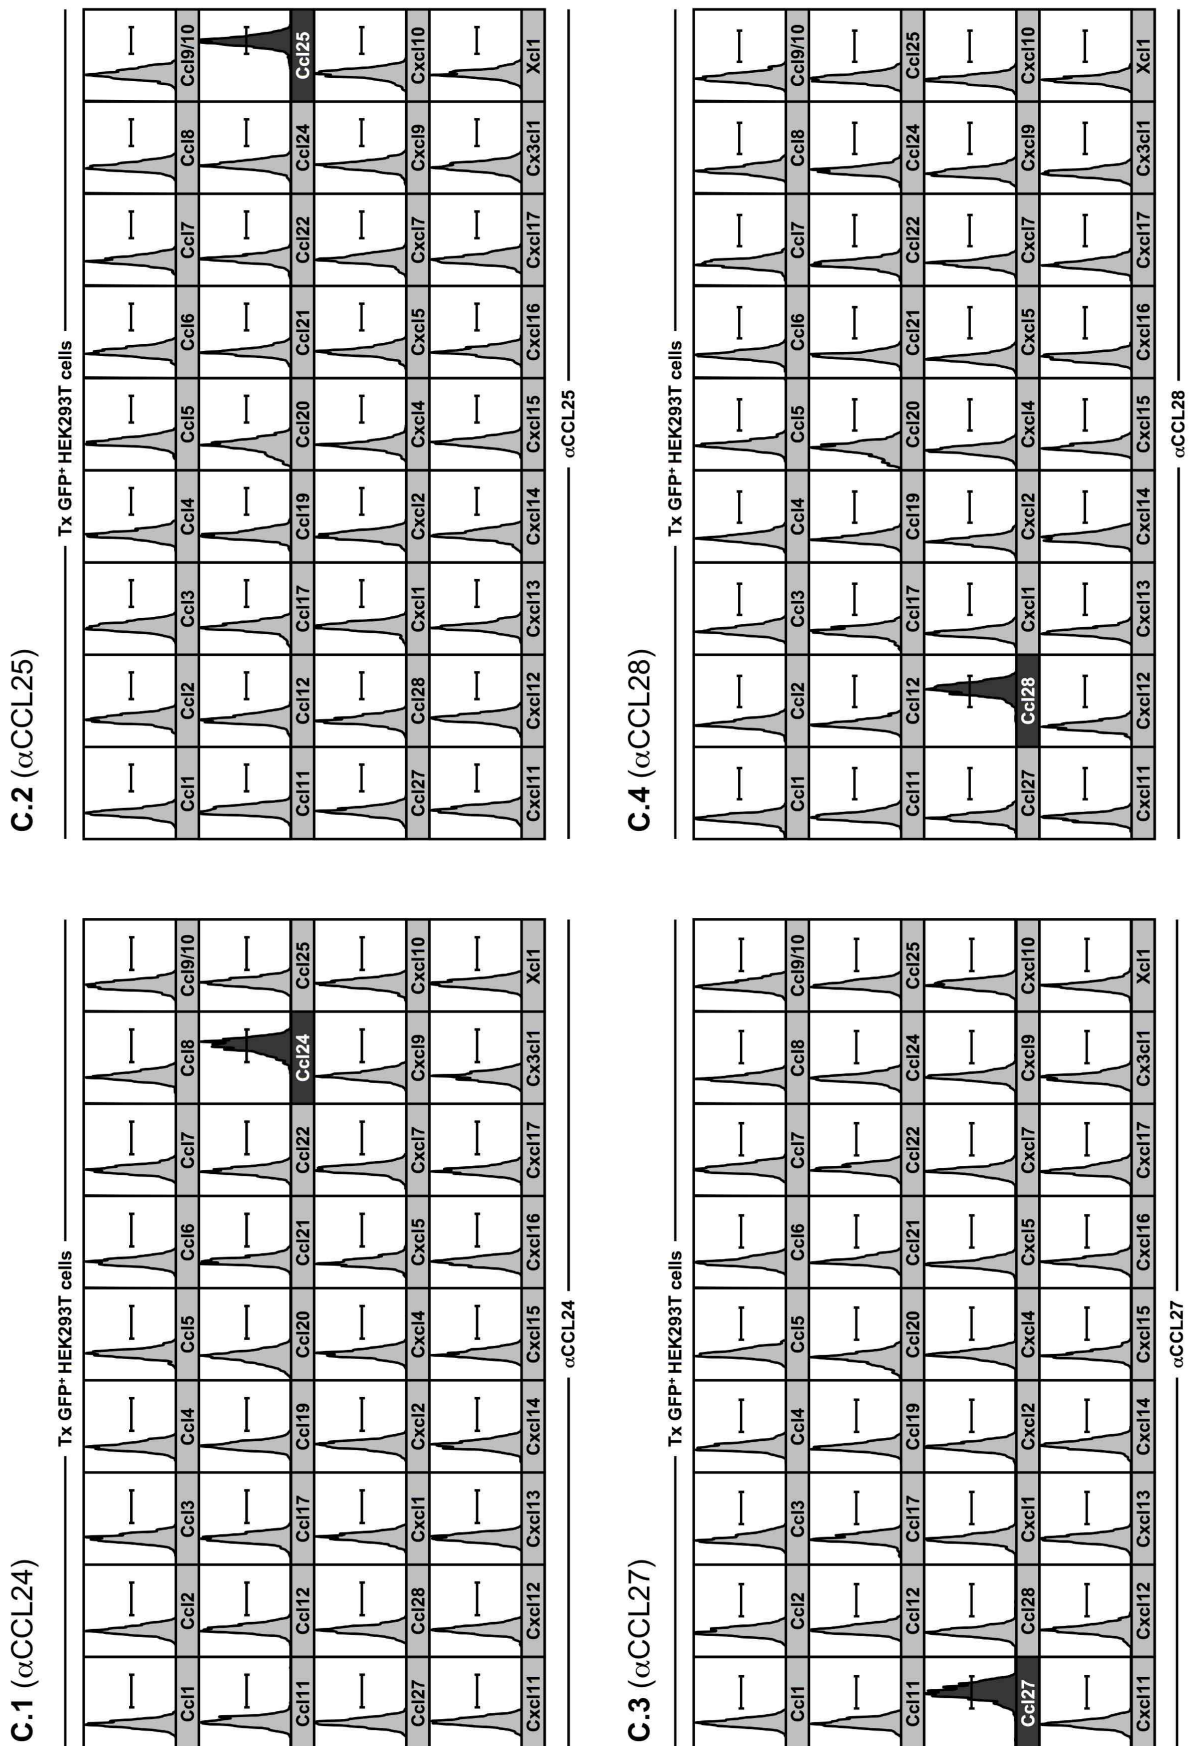 C.1 (αCCL24)
Tx GFP⁺ HEK293T cells
Ccl1 Ccl2 Ccl3 Ccl4 Ccl5 Ccl6 Ccl7 Ccl8 Ccl9/10
Ccl11 Ccl12 Ccl17 Ccl19 Ccl20 Ccl21 Ccl22 Ccl24 Ccl25
Ccl27 Ccl28 Cxcl1 Cxcl2 Cxcl4 Cxcl5 Cxcl7 Cxcl9 Cxcl10
Cxcl11 Cxcl12 Cxcl13 Cxcl14 Cxcl15 Cxcl16 Cxcl17 Cx3cl1 Xcl1
αCCL24
C.2 (αCCL25)
Tx GFP⁺ HEK293T cells
Ccl1 Ccl2 Ccl3 Ccl4 Ccl5 Ccl6 Ccl7 Ccl8 Ccl9/10
Ccl11 Ccl12 Ccl17 Ccl19 Ccl20 Ccl21 Ccl22 Ccl24 Ccl25
Ccl27 Ccl28 Cxcl1 Cxcl2 Cxcl4 Cxcl5 Cxcl7 Cxcl9 Cxcl10
Cxcl11 Cxcl12 Cxcl13 Cxcl14 Cxcl15 Cxcl16 Cxcl17 Cx3cl1 Xcl1
αCCL25
C.3 (αCCL27)
Tx GFP⁺ HEK293T cells
Ccl1 Ccl2 Ccl3 Ccl4 Ccl5 Ccl6 Ccl7 Ccl8 Ccl9/10
Ccl11 Ccl12 Ccl17 Ccl19 Ccl20 Ccl21 Ccl22 Ccl24 Ccl25
Ccl27 Ccl28 Cxcl1 Cxcl2 Cxcl4 Cxcl5 Cxcl7 Cxcl9 Cxcl10
Cxcl11 Cxcl12 Cxcl13 Cxcl14 Cxcl15 Cxcl16 Cxcl17 Cx3cl1 Xcl1
αCCL27
C.4 (αCCL28)
Tx GFP⁺ HEK293T cells
Ccl1 Ccl2 Ccl3 Ccl4 Ccl5 Ccl6 Ccl7 Ccl8 Ccl9/10
Ccl11 Ccl12 Ccl17 Ccl19 Ccl20 Ccl21 Ccl22 Ccl24 Ccl25
Ccl27 Ccl28 Cxcl1 Cxcl2 Cxcl4 Cxcl5 Cxcl7 Cxcl9 Cxcl10
Cxcl11 Cxcl12 Cxcl13 Cxcl14 Cxcl15 Cxcl16 Cxcl17 Cx3cl1 Xcl1
αCCL28